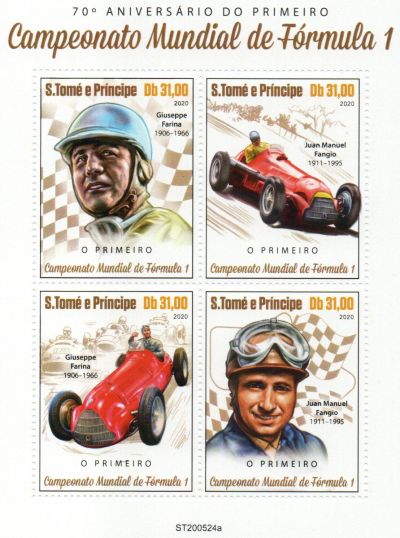 70º ANIVERSÁRIO DO PRIMEIRO
Campeonato Mundial de Fórmula 1
S.Tomé e Príncipe Db 31,00
2020
Giuseppe
Farina
1906-1966
O PRIMEIRO
Campeonato Mundial de Fórmula 1
S.Tomé e Príncipe Db 31,00
2020
Juan Manuel
Fangio
1911-1995
O PRIMEIRO
Campeonato Mundial de Fórmula 1
S.Tomé e Príncipe Db 31,00
2020
Giuseppe
Farina
1906-1966
O PRIMEIRO
Campeonato Mundial de Fórmula 1
S.Tomé e Príncipe Db 31,00
2020
Juan Manuel
Fangio
1911-1995
O PRIMEIRO
Campeonato Mundial de Fórmula 1
ST200524a